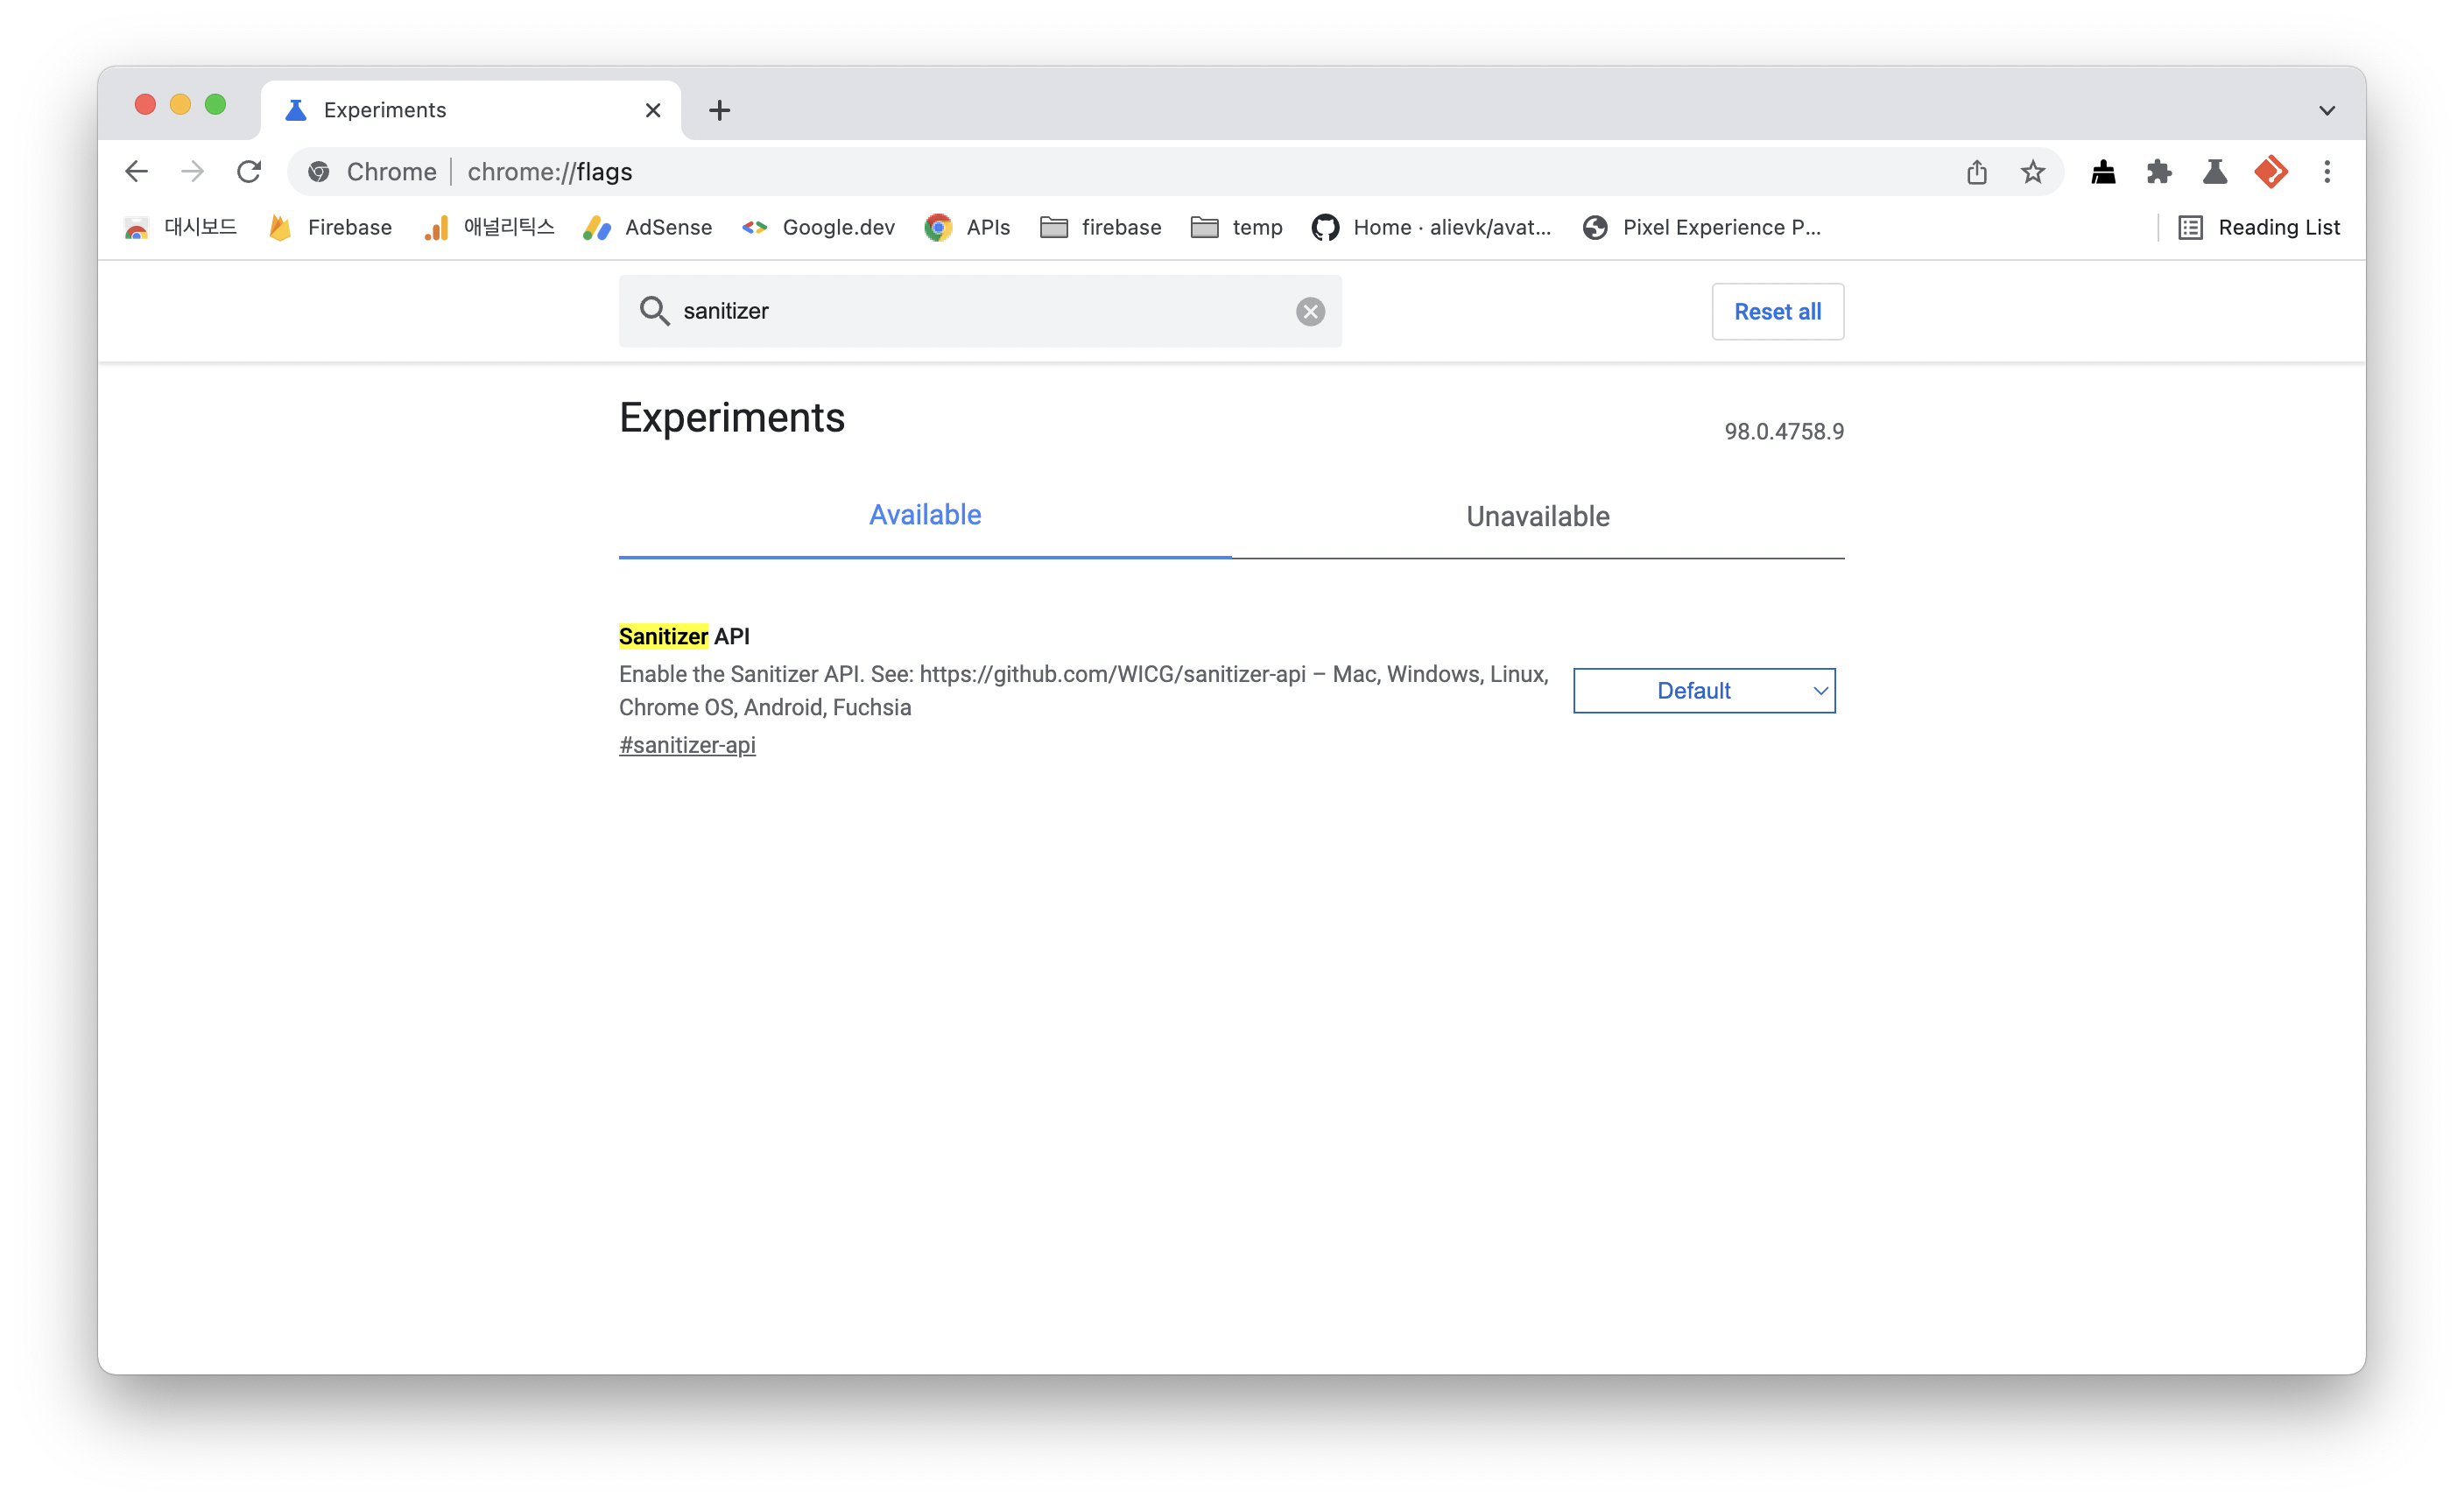 Experiments
Chrome | chrome://flags
대시보드 Firebase 애널리틱스 AdSense Google.dev APIs firebase temp Home · alievk/avat... Pixel Experience P... Reading List
sanitizer
Reset all
Experiments
98.0.4758.9
Available
Unavailable
Sanitizer API
Enable the Sanitizer API. See: https://github.com/WICG/sanitizer-api – Mac, Windows, Linux,
Chrome OS, Android, Fuchsia
#sanitizer-api
Default